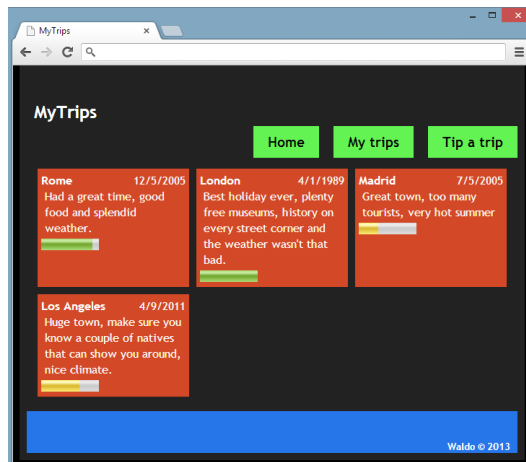 MyTrips
MyTrips
Home My trips Tip a trip
Rome 12/5/2005
Had a great time, good
food and splendid
weather.
London 4/1/1989
Best holiday ever, plenty
free museums, history on
every street corner and
the weather wasn't that
bad.
Madrid 7/5/2005
Great town, too many
tourists, very hot summer
Los Angeles 4/9/2011
Huge town, make sure you
know a couple of natives
that can show you around,
nice climate.
Waldo © 2013